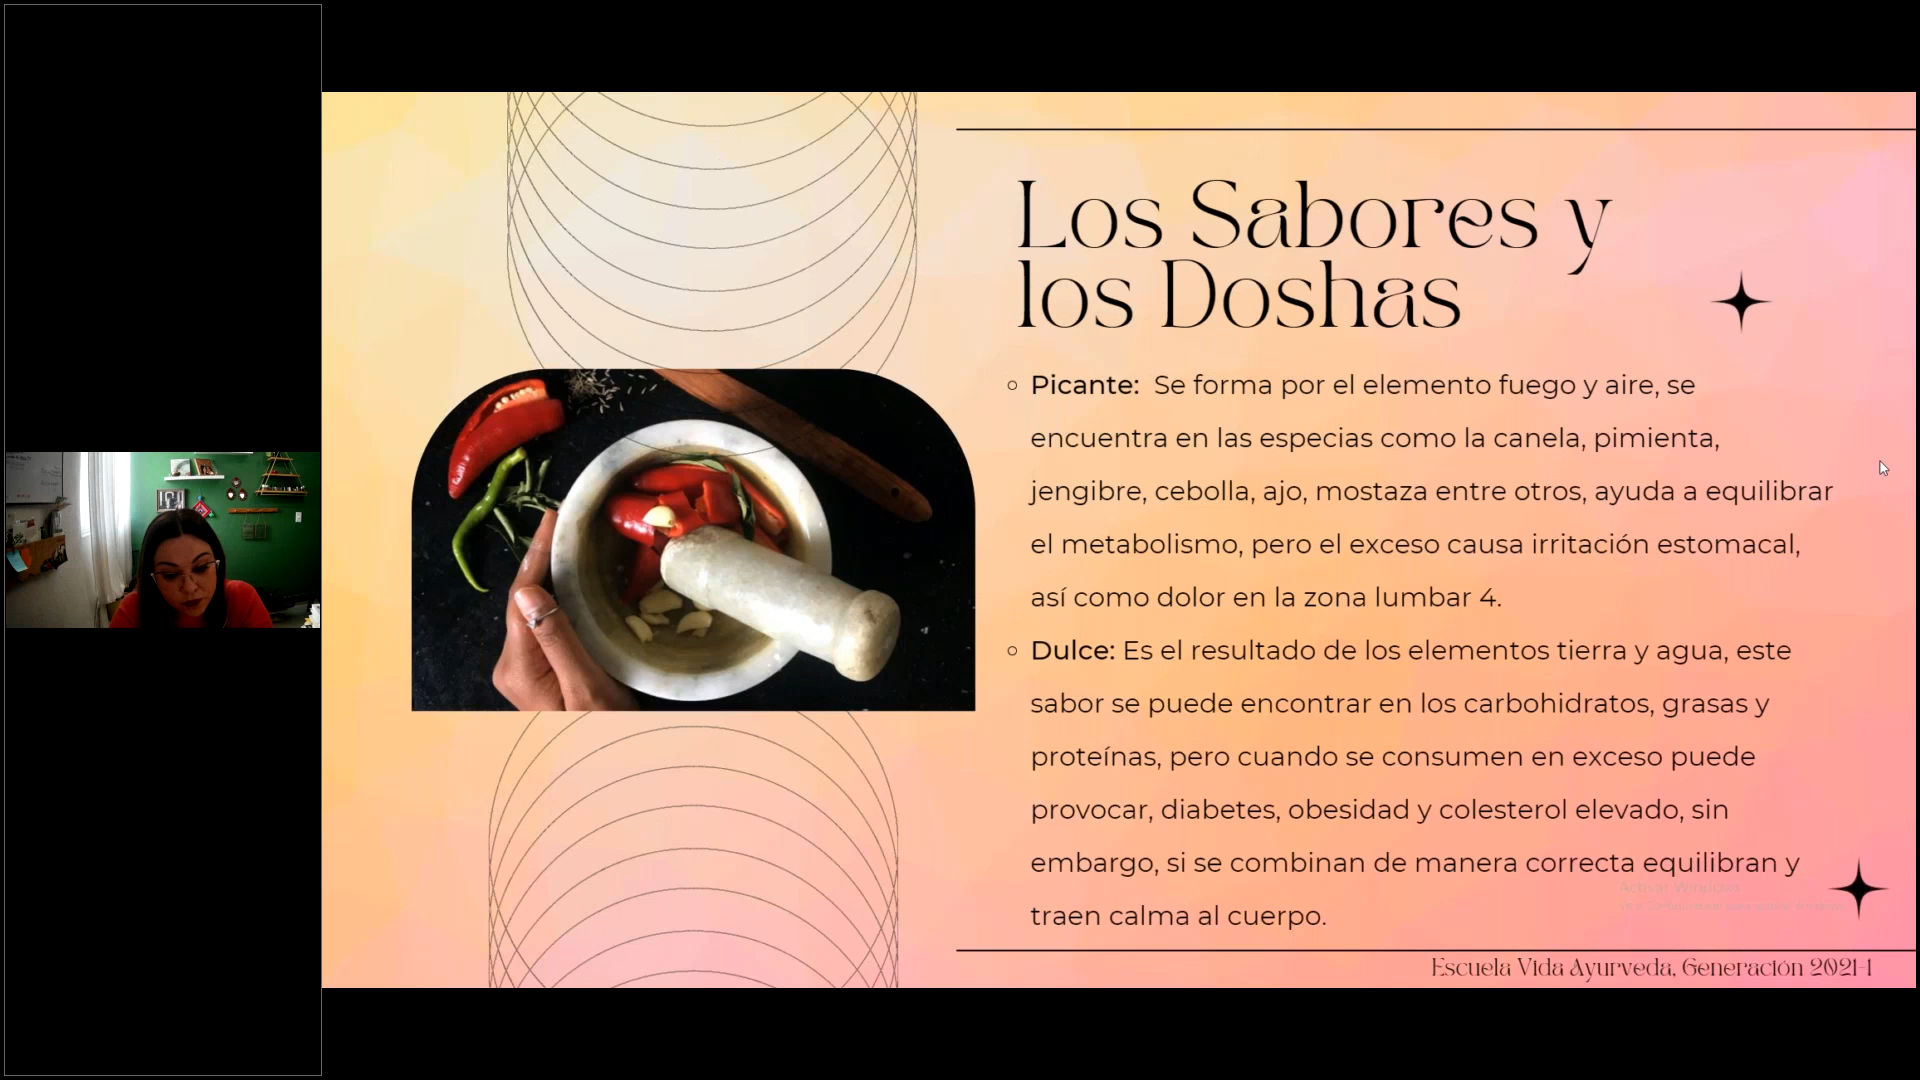 Los Sabores y
los Doshas
Picante: Se forma por el elemento fuego y aire, se
encuentra en las especias como la canela, pimienta,
jengibre, cebolla, ajo, mostaza entre otros, ayuda a equilibrar
el metabolismo, pero el exceso causa irritación estomacal,
así como dolor en la zona lumbar 4.
Dulce: Es el resultado de los elementos tierra y agua, este
sabor se puede encontrar en los carbohidratos, grasas y
proteínas, pero cuando se consumen en exceso puede
provocar, diabetes, obesidad y colesterol elevado, sin
embargo, si se combinan de manera correcta equilibran y
traen calma al cuerpo.
Activar Windows
Escuela Vida Ayurveda, Generación 2021-1